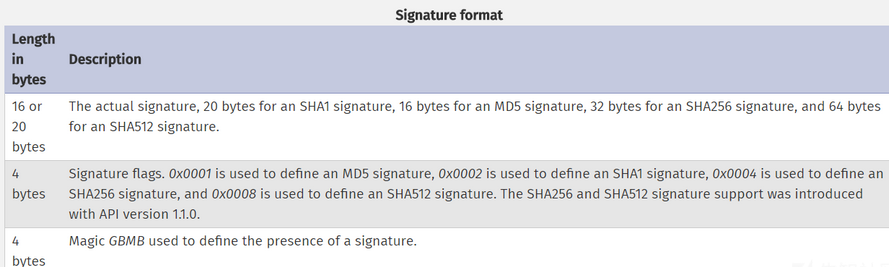 Signature format
Length
in
bytes
Description
16 or
20
bytes
The actual signature, 20 bytes for an SHA1 signature, 16 bytes for an MD5 signature, 32 bytes for an SHA256 signature, and 64 bytes
for an SHA512 signature.
4
bytes
Signature flags. 0x0001 is used to define an MD5 signature, 0x0002 is used to define an SHA1 signature, 0x0004 is used to define an
SHA256 signature, and 0x0008 is used to define an SHA512 signature. The SHA256 and SHA512 signature support was introduced
with API version 1.1.0.
4
bytes
Magic GBMB used to define the presence of a signature.